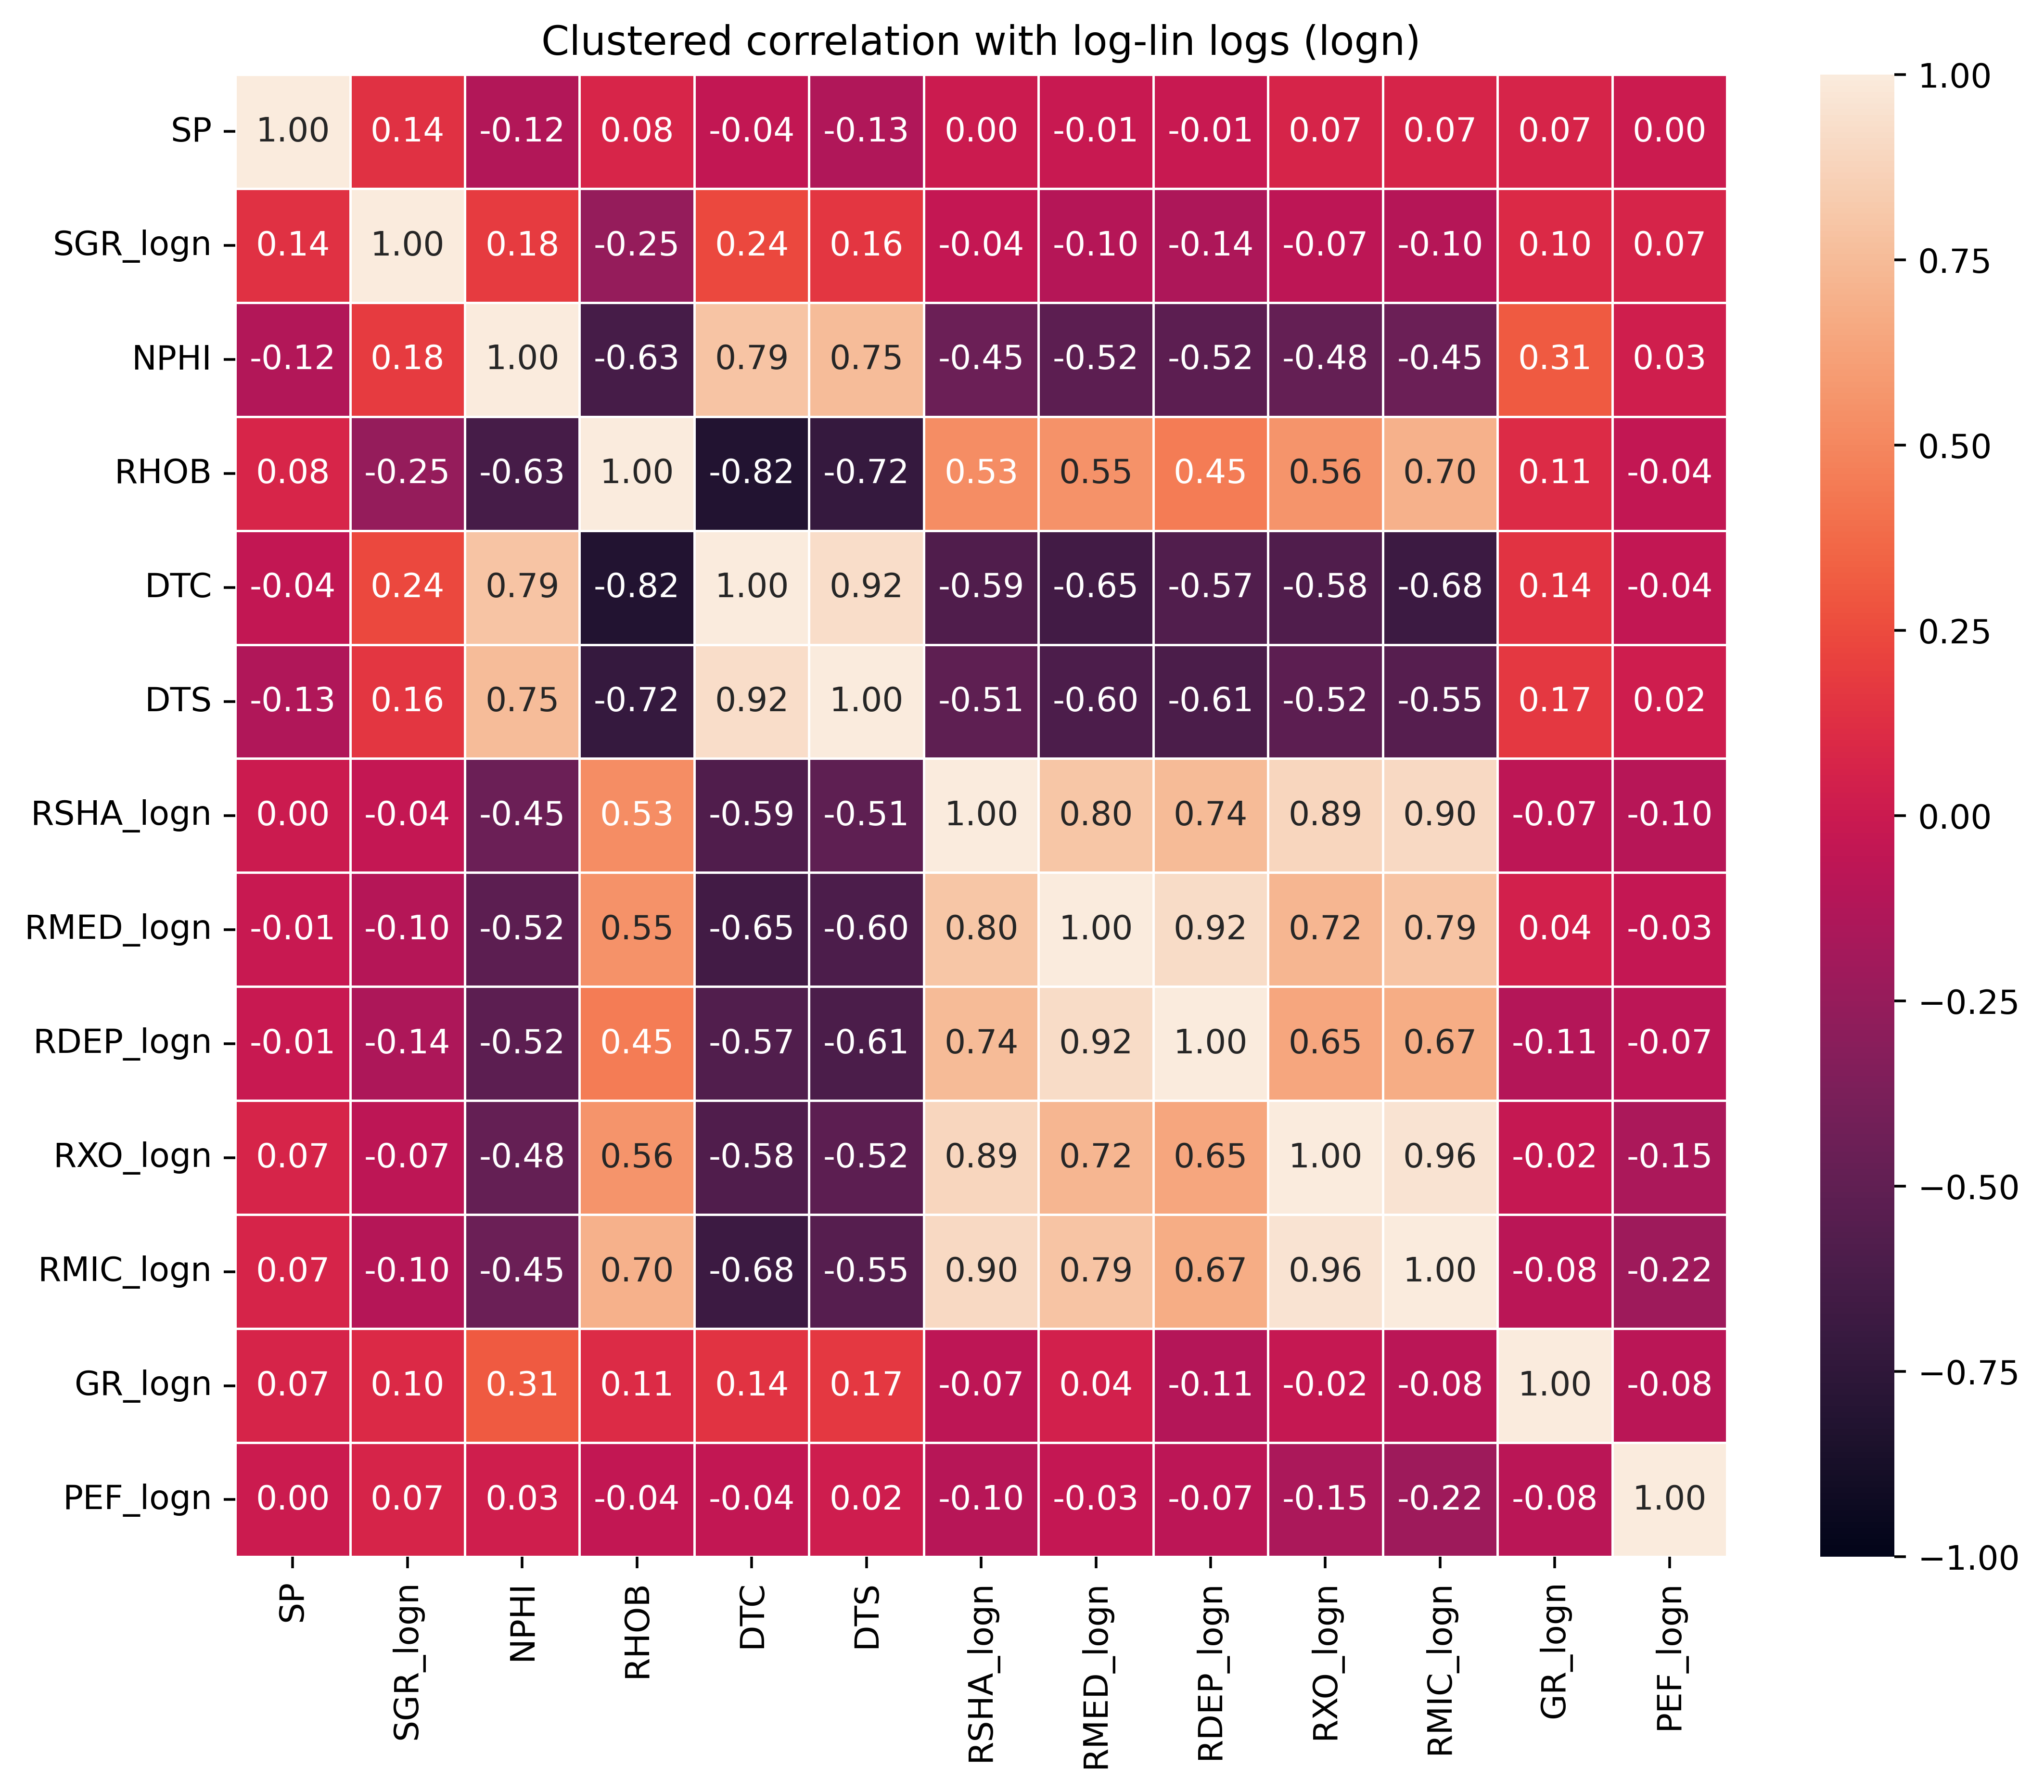 Clustered correlation with log-lin logs (logn)
SP 1.00 0.14 -0.12 0.08 -0.04 -0.13 0.00 -0.01 -0.01 0.07 0.07 0.07 0.00
SGR_logn 0.14 1.00 0.18 -0.25 0.24 0.16 -0.04 -0.10 -0.14 -0.07 -0.10 0.10 0.07
NPHI -0.12 0.18 1.00 -0.63 0.79 0.75 -0.45 -0.52 -0.52 -0.48 -0.45 0.31 0.03
RHOB 0.08 -0.25 -0.63 1.00 -0.82 -0.72 0.53 0.55 0.45 0.56 0.70 0.11 -0.04
DTC -0.04 0.24 0.79 -0.82 1.00 0.92 -0.59 -0.65 -0.57 -0.58 -0.68 0.14 -0.04
DTS -0.13 0.16 0.75 -0.72 0.92 1.00 -0.51 -0.60 -0.61 -0.52 -0.55 0.17 0.02
RSHA_logn 0.00 -0.04 -0.45 0.53 -0.59 -0.51 1.00 0.80 0.74 0.89 0.90 -0.07 -0.10
RMED_logn -0.01 -0.10 -0.52 0.55 -0.65 -0.60 0.80 1.00 0.92 0.72 0.79 0.04 -0.03
RDEP_logn -0.01 -0.14 -0.52 0.45 -0.57 -0.61 0.74 0.92 1.00 0.65 0.67 -0.11 -0.07
RXO_logn 0.07 -0.07 -0.48 0.56 -0.58 -0.52 0.89 0.72 0.65 1.00 0.96 -0.02 -0.15
RMIC_logn 0.07 -0.10 -0.45 0.70 -0.68 -0.55 0.90 0.79 0.67 0.96 1.00 -0.08 -0.22
GR_logn 0.07 0.10 0.31 0.11 0.14 0.17 -0.07 0.04 -0.11 -0.02 -0.08 1.00 -0.08
PEF_logn 0.00 0.07 0.03 -0.04 -0.04 0.02 -0.10 -0.03 -0.07 -0.15 -0.22 -0.08 1.00
SP SGR_logn NPHI RHOB DTC DTS RSHA_logn RMED_logn RDEP_logn RXO_logn RMIC_logn GR_logn PEF_logn
1.00
0.75
0.50
0.25
0.00
−0.25
−0.50
−0.75
−1.00